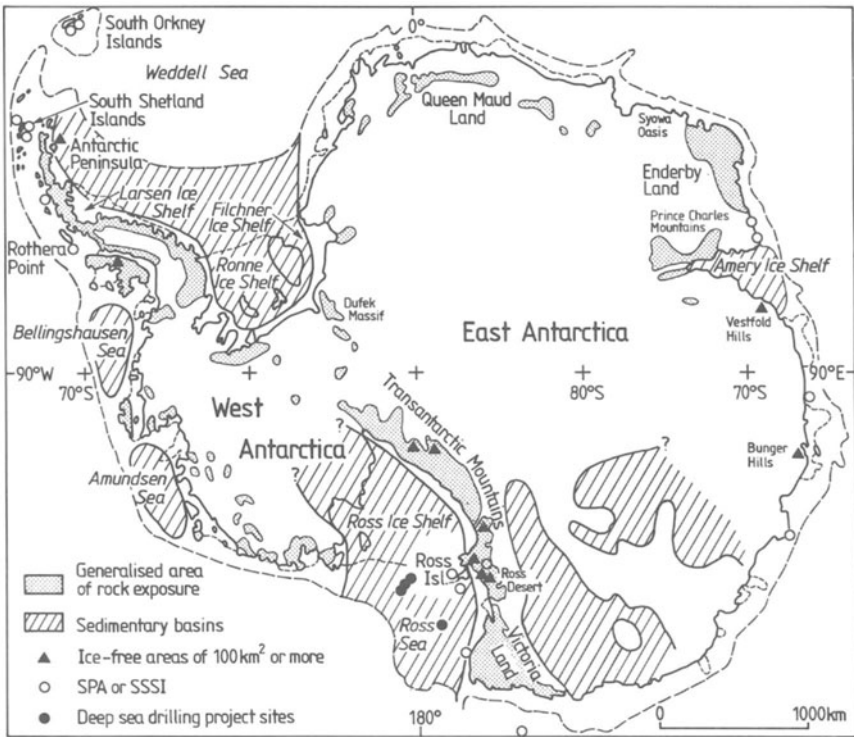 South Orkney
Islands
0°
Weddell Sea
South Shetland
Islands
Queen Maud
Land
Syowa
Oasis
Antarctic
Peninsula
Enderby
Land
Larsen Ice
Shelf
Filchner
Ice Shelf
Prince Charles
Mountains
Rothera
Point
Ronne
Ice Shelf
Amery Ice Shelf
Dufek
Massif
Vestfold
Hills
Bellingshausen
Sea
East Antarctica
90°W
70°S
80°S
70°S
90°E
West
Antarctica
Transantarctic Mountains
?
?
?
Bunger
Hills
Amundsen
Sea
Ross Ice Shelf
Ross
Isl.
Ross
Desert
Ross
Sea
Victoria
Land
Generalised area
of rock exposure
Sedimentary basins
Ice-free areas of 100km² or more
SPA or SSSI
Deep sea drilling project sites
180°
0
1000km